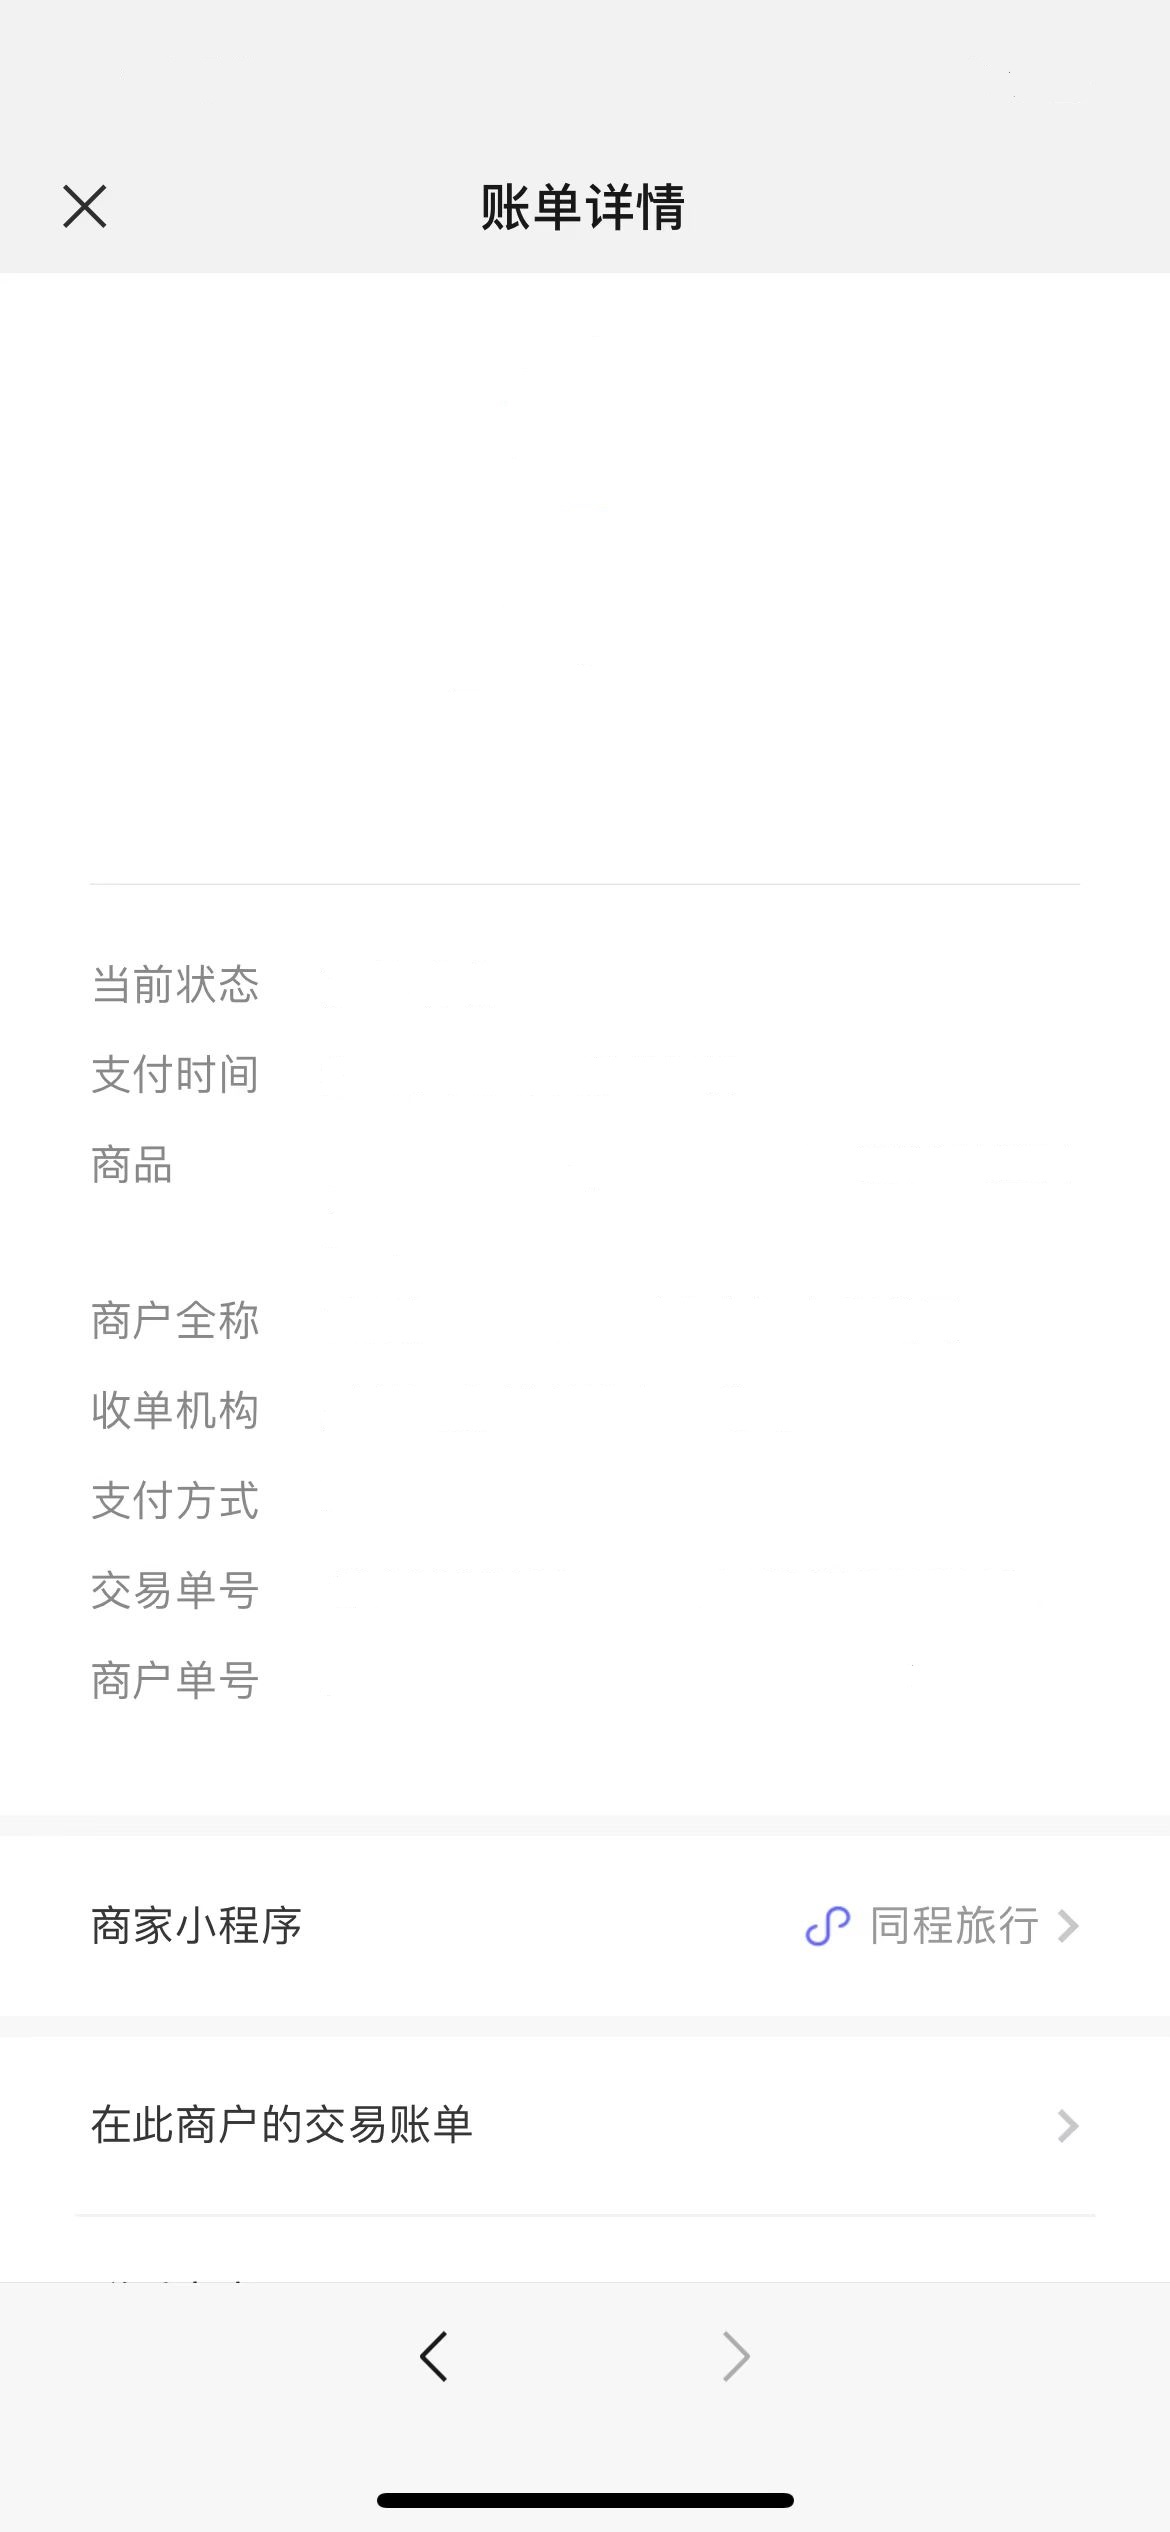 账单详情
当前状态
支付时间
商品
商户全称
收单机构
支付方式
交易单号
商户单号
商家小程序 同程旅行
在此商户的交易账单